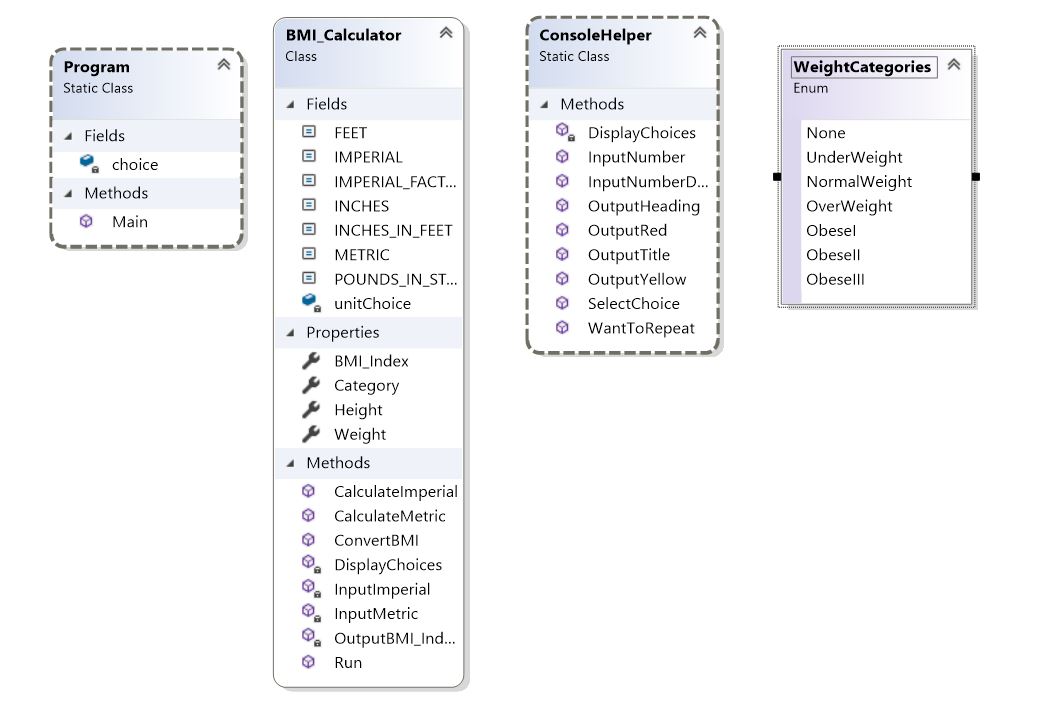 Program
Static Class
Fields
choice
Methods
Main
BMI_Calculator
Class
Fields
FEET
IMPERIAL
IMPERIAL_FACT...
INCHES
INCHES_IN_FEET
METRIC
POUNDS_IN_ST...
unitChoice
Properties
BMI_Index
Category
Height
Weight
Methods
CalculateImperial
CalculateMetric
ConvertBMI
DisplayChoices
InputImperial
InputMetric
OutputBMI_Ind...
Run
ConsoleHelper
Static Class
Methods
DisplayChoices
InputNumber
InputNumberD...
OutputHeading
OutputRed
OutputTitle
OutputYellow
SelectChoice
WantToRepeat
WeightCategories
Enum
None
UnderWeight
NormalWeight
OverWeight
ObeseI
ObeseII
ObeseIII